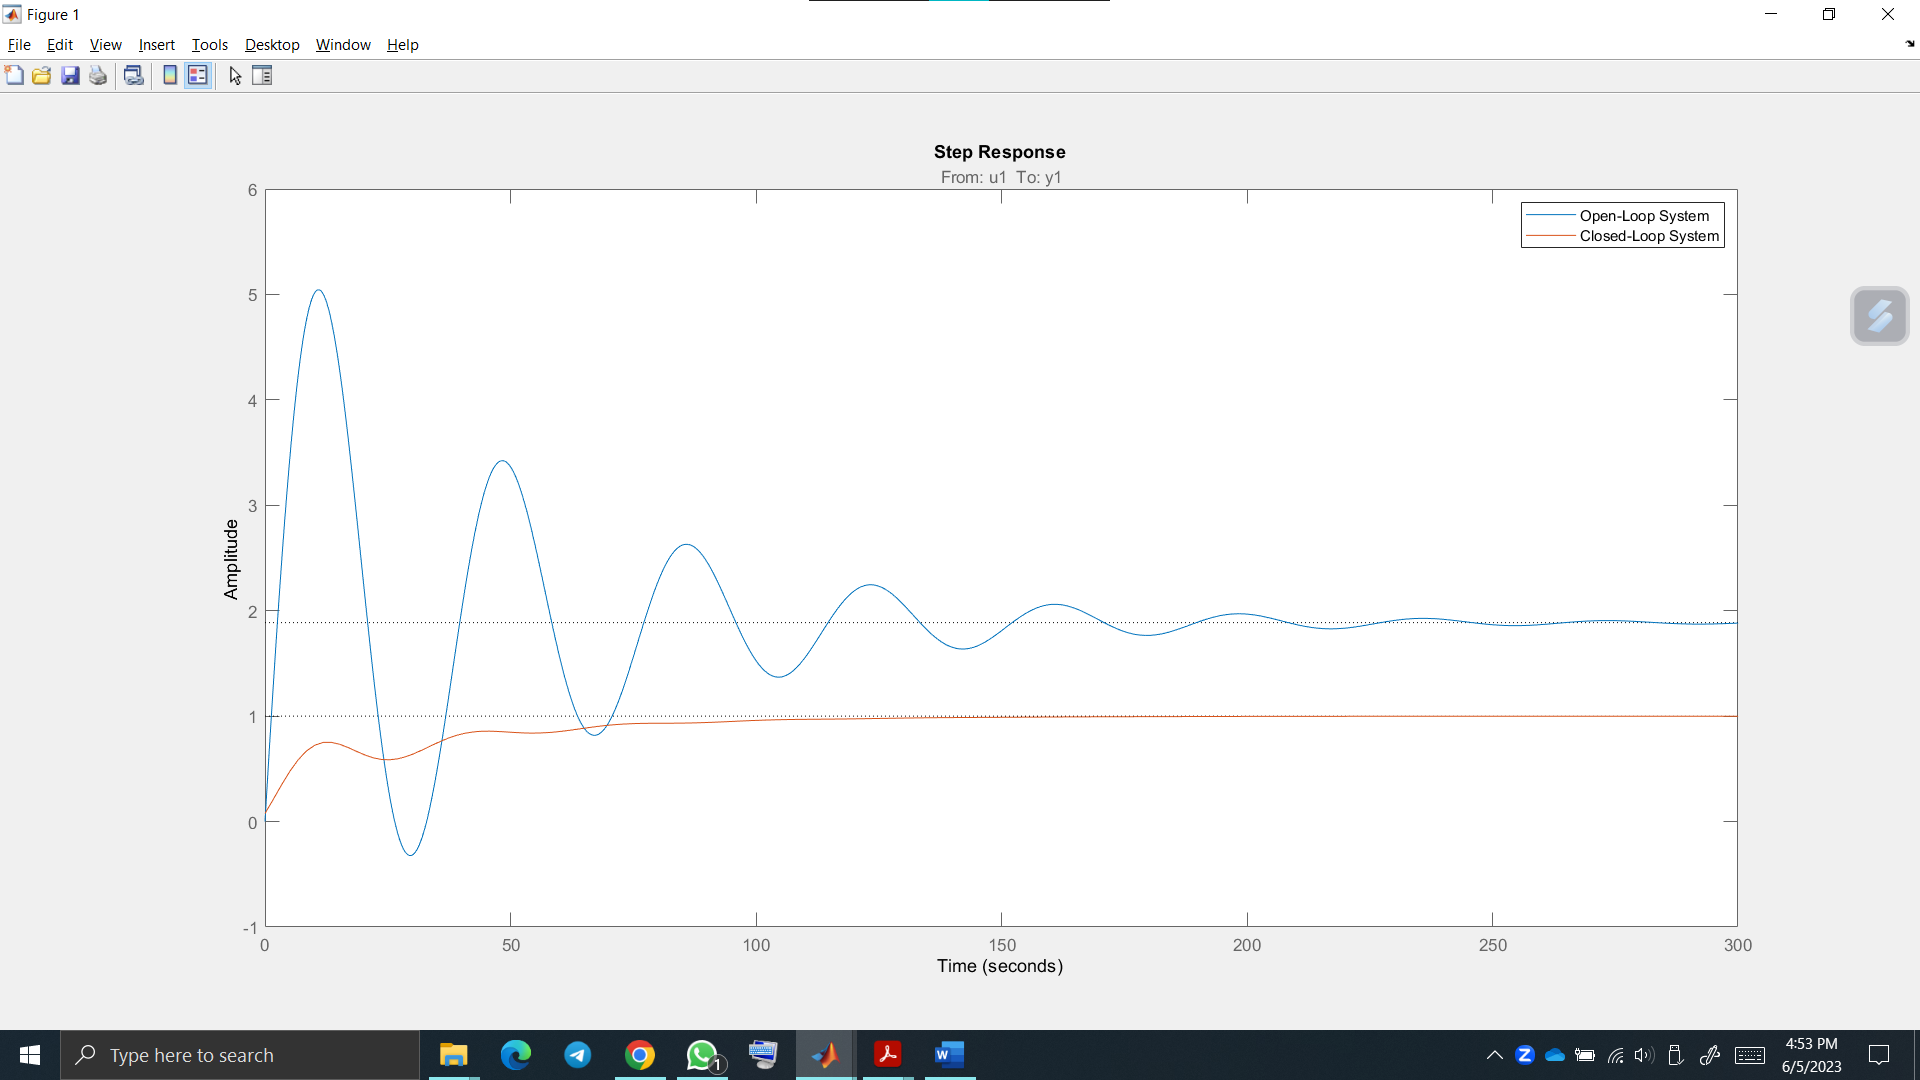 Figure 1
File Edit View Insert Tools Desktop Window Help
Step Response
From: u1 To: y1
Open-Loop System
Closed-Loop System
6
5
4
3
2
1
0
-1
Amplitude
0 50 100 150 200 250 300
Time (seconds)
Type here to search
1
W
Z
4:53 PM
6/5/2023